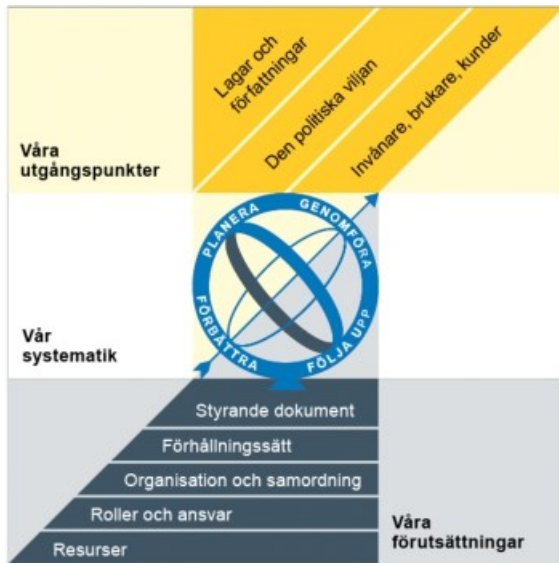 Lagar och
författningar
Den politiska viljan
Invånare, brukare, kunder
Våra
utgångspunkter
PLANERA
GENOMFÖRA
FÖRBÄTTRA
FÖLJA UPP
Vår
systematik
Styrande dokument
Förhållningssätt
Organisation och samordning
Roller och ansvar
Resurser
Våra
förutsättningar